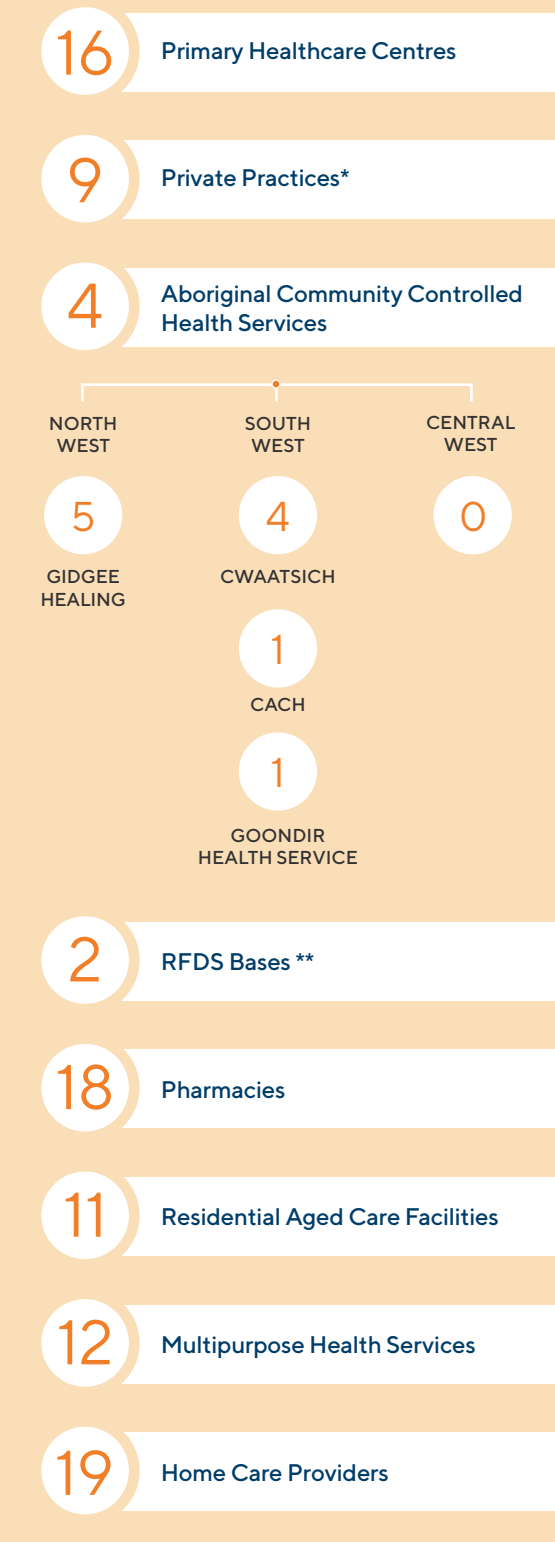 16
Primary Healthcare Centres
9
Private Practices*
4
Aboriginal Community Controlled
Health Services
NORTH
WEST
5
GIDGEE
HEALING
SOUTH
WEST
4
CWAATSICH
1
CACH
1
GOONDIR
HEALTH SERVICE
CENTRAL
WEST
0
2
RFDS Bases **
18
Pharmacies
11
Residential Aged Care Facilities
12
Multipurpose Health Services
19
Home Care Providers